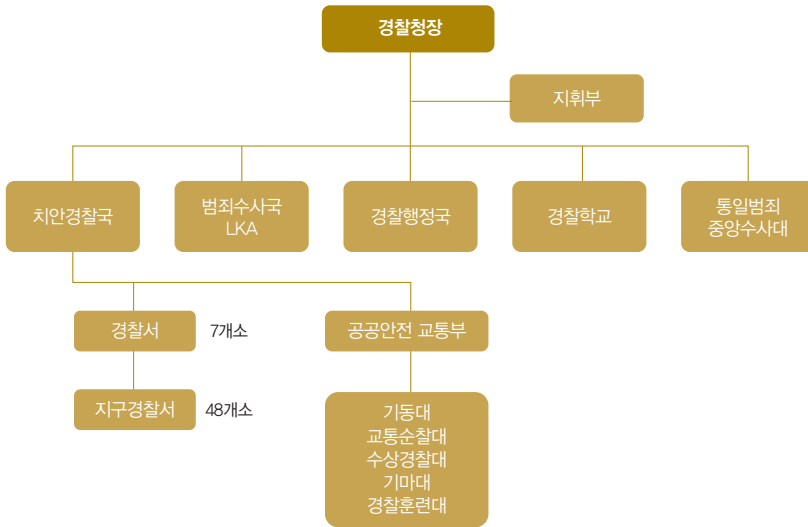 경찰청장
지휘부
치안경찰국
범죄수사국
LKA
경찰행정국
경찰학교
통일범죄
중앙수사대
경찰서
7개소
공공안전 교통부
지구경찰서
48개소
기동대
교통순찰대
수상경찰대
기마대
경찰훈련대